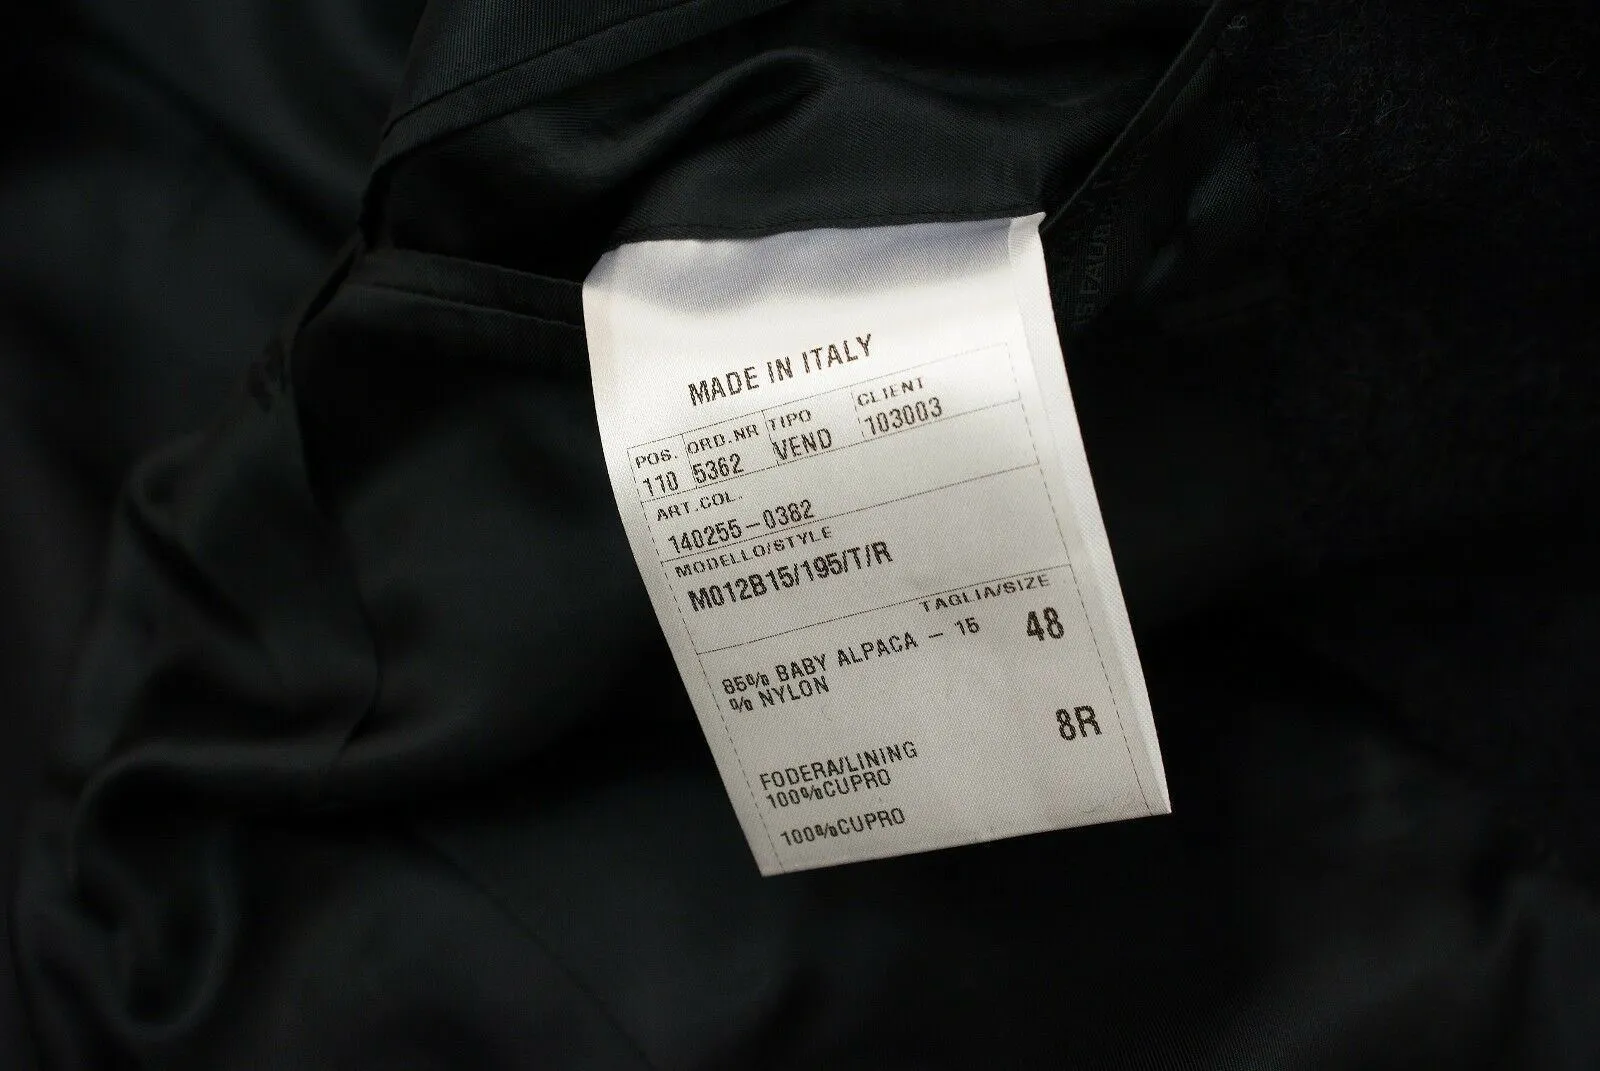 MADE IN ITALY
POS. ORD.NR TIPO CLIENT
110 5362 VEND 103003
ART.COL.
140255-0382
MODELLO/STYLE
M012B15/195/T/R
TAGLIA/SIZE
85% BABY ALPACA - 15 48
% NYLON
8R
FODERA/LINING
100%CUPRO
100%CUPRO